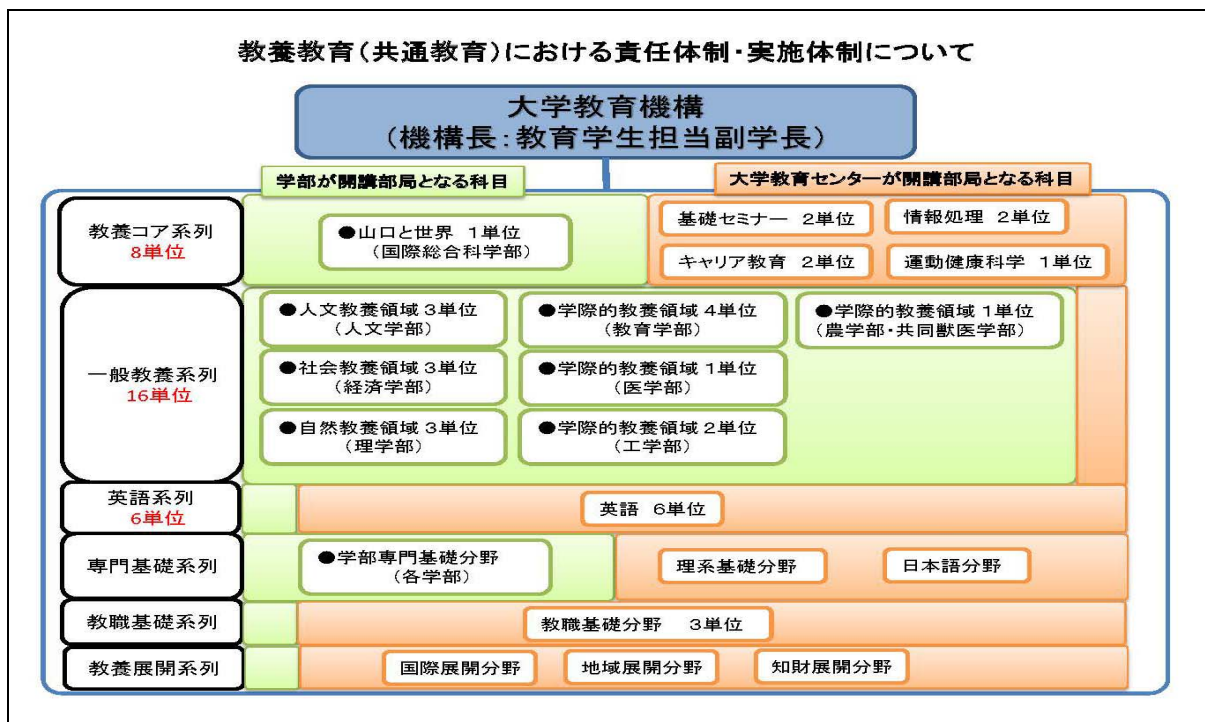 教養教育(共通教育)における責任体制・実施体制について
大学教育機構
(機構長:教育学生担当副学長)
学部が開講部局となる科目
大学教育センターが開講部局となる科目
教養コア系列
8単位
●山口と世界 1単位
(国際総合科学部)
基礎セミナー 2単位
情報処理 2単位
キャリア教育 2単位
運動健康科学 1単位
一般教養系列
16単位
●人文教養領域 3単位
(人文学部)
●学際的教養領域 4単位
(教育学部)
●学際的教養領域 1単位
(農学部・共同獣医学部)
●社会教養領域 3単位
(経済学部)
●学際的教養領域 1単位
(医学部)
●自然教養領域 3単位
(理学部)
●学際的教養領域 2単位
(工学部)
英語系列
6単位
英語 6単位
専門基礎系列
●学部専門基礎分野
(各学部)
理系基礎分野
日本語分野
教職基礎系列
教職基礎分野 3単位
教養展開系列
国際展開分野
地域展開分野
知財展開分野